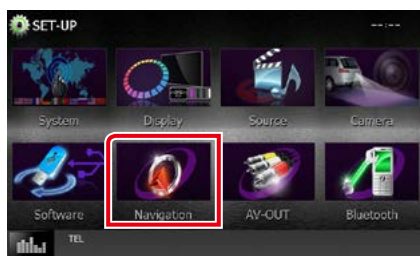 SET-UP
--:--
System Display Source Camera
Software Navigation AV-OUT Bluetooth
TEL